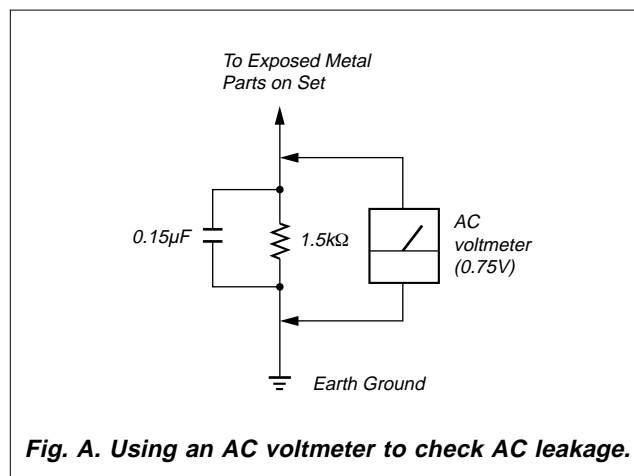 To Exposed Metal
Parts on Set
0.15μF
1.5kΩ
AC
voltmeter
(0.75V)
Earth Ground
Fig. A. Using an AC voltmeter to check AC leakage.